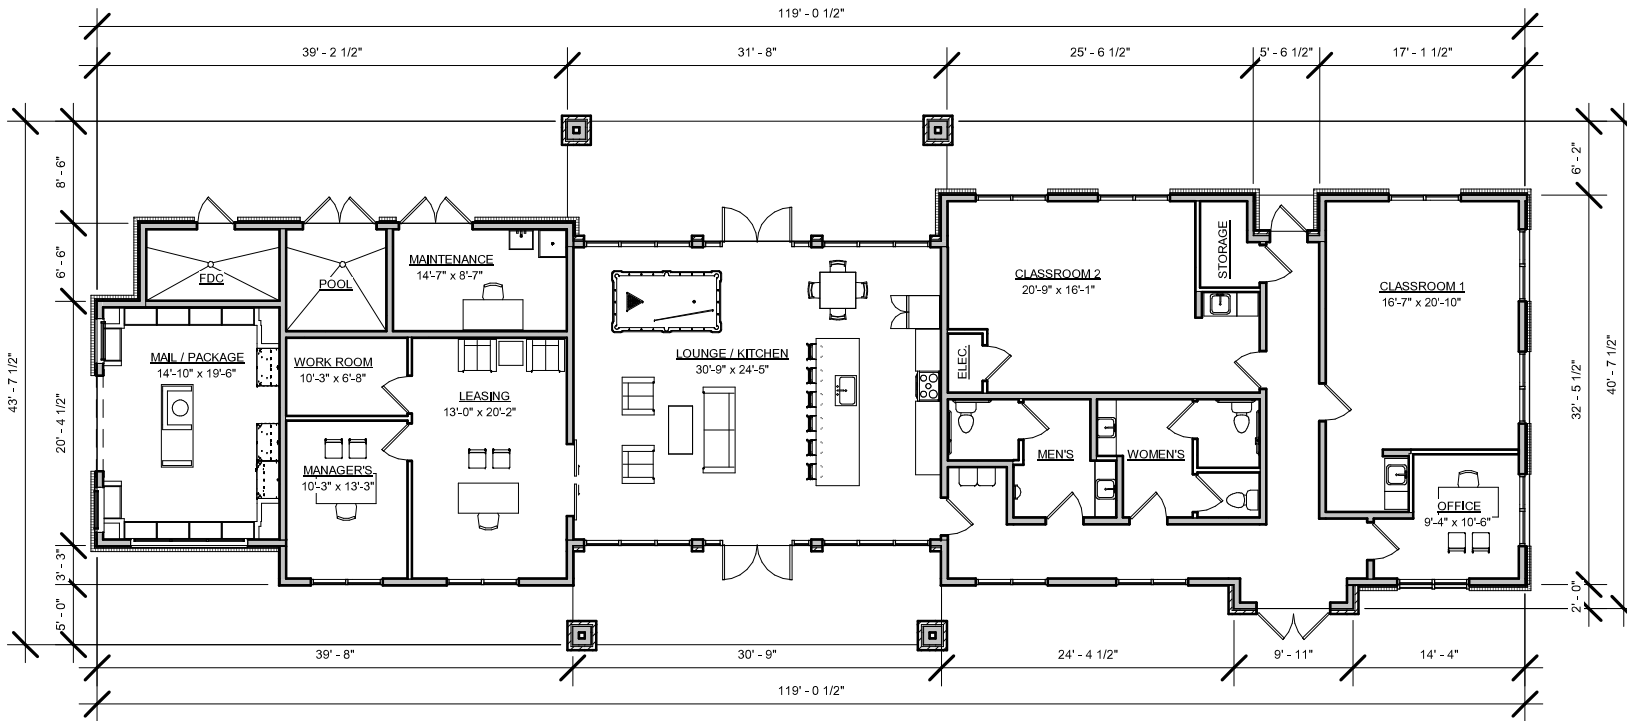 119' - 0 1/2"
39' - 2 1/2"
31' - 8"
25' - 6 1/2"
5' - 6 1/2"
17' - 1 1/2"
8' - 6"
6' - 2"
6' - 6"
43' - 7 1/2"
20' - 4 1/2"
3' - 3"
5' - 0"
32' - 5 1/2"
40' - 7 1/2"
2' - 0"
FDC
POOL
MAINTENANCE
14'-7" x 8'-7"
STORAGE
CLASSROOM 2
20'-9" x 16'-1"
CLASSROOM 1
16'-7" x 20'-10"
MAIL / PACKAGE
14'-10" x 19'-6"
WORK ROOM
10'-3" x 6'-8"
LEASING
13'-0" x 20'-2"
LOUNGE / KITCHEN
30'-9" x 24'-5"
ELEC.
MANAGER'S
10'-3" x 13'-3"
MEN'S
WOMEN'S
OFFICE
9'-4" x 10'-6"
39' - 8"
30' - 9"
24' - 4 1/2"
9' - 11"
14' - 4"
119' - 0 1/2"